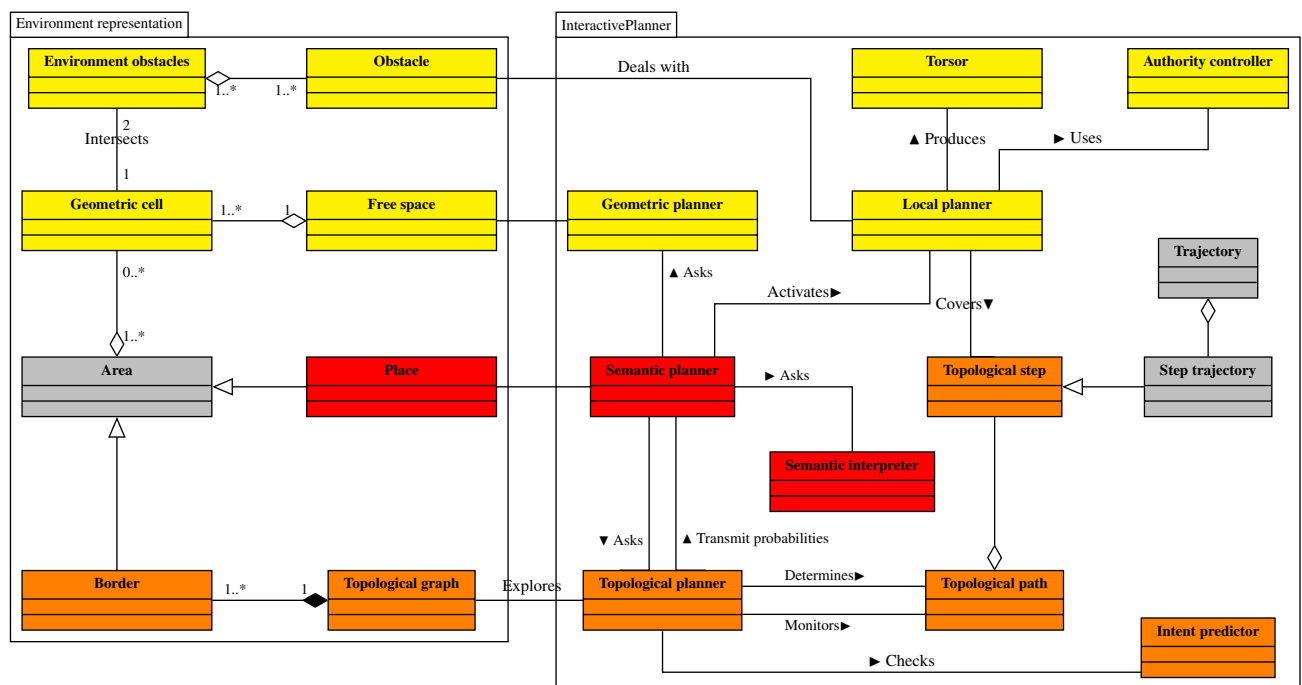 Environment representation
InteractivePlanner
Environment obstacles
Obstacle
Torsor
Authority controller
Deals with
1..*
1..*
2
Intersects
1
▲ Produces
► Uses
Geometric cell
Free space
Geometric planner
Local planner
1..*
1
Trajectory
0..*
▲ Asks
Activates►
Covers▼
1..*
Area
Place
Semantic planner
Topological step
Step trajectory
► Asks
Semantic interpreter
▼ Asks
▲ Transmit probabilities
Border
Topological graph
Topological planner
Topological path
1..*
1
Explores
Determines►
Monitors►
Intent predictor
► Checks